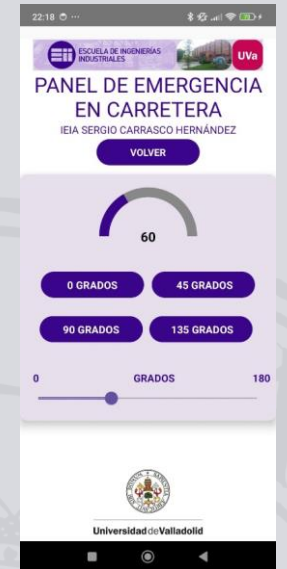 22:18
ESCUELA DE INGENIERÍAS
INDUSTRIALES
UVa
PANEL DE EMERGENCIA
EN CARRETERA
IEIA SERGIO CARRASCO HERNÁNDEZ
VOLVER
60
0 GRADOS 45 GRADOS
90 GRADOS 135 GRADOS
0 GRADOS 180
Universidad de Valladolid